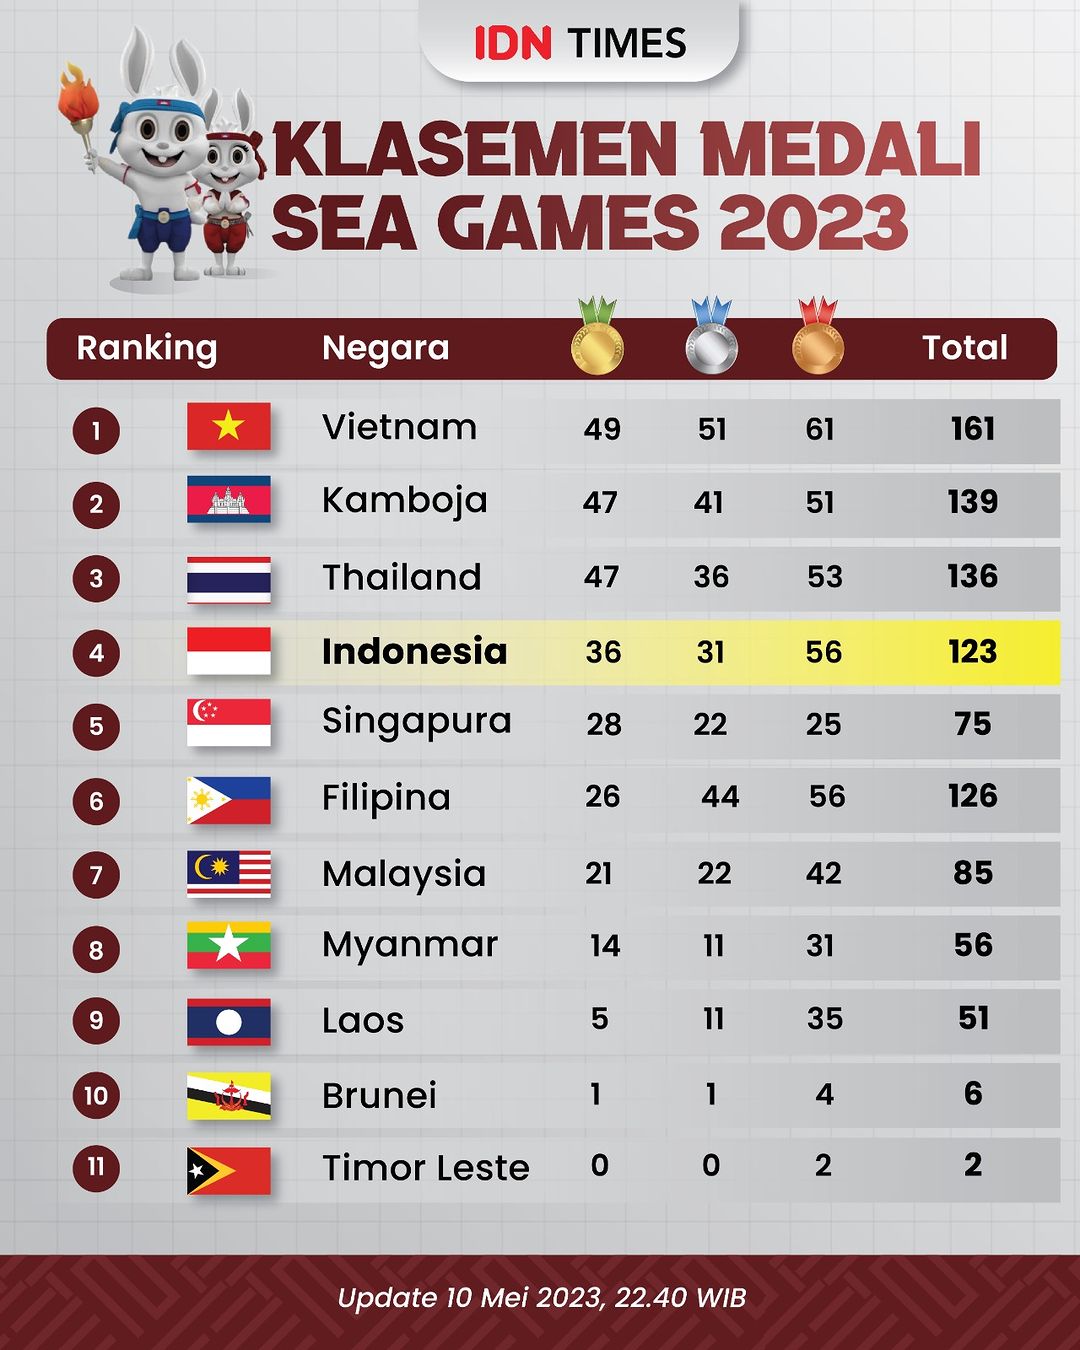 IDN TIMES
KLASEMEN MEDALI
SEA GAMES 2023
Ranking Negara Total
1 Vietnam 49 51 61 161
2 Kamboja 47 41 51 139
3 Thailand 47 36 53 136
4 Indonesia 36 31 56 123
5 Singapura 28 22 25 75
6 Filipina 26 44 56 126
7 Malaysia 21 22 42 85
8 Myanmar 14 11 31 56
9 Laos 5 11 35 51
10 Brunei 1 1 4 6
11 Timor Leste 0 0 2 2
Update 10 Mei 2023, 22.40 WIB